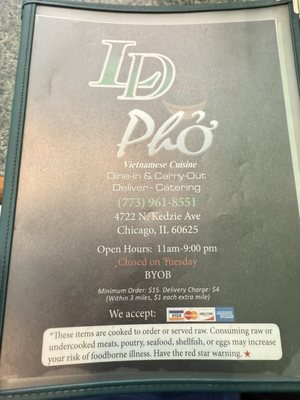 LD
Phở
Vietnamese Cuisine
Dine-In & Carry-Out
Deliver - Catering
(773) 961-8551
4722 N. Kedzie Ave
Chicago, IL 60625
Open Hours: 11am-9:00 pm
Closed on Tuesday
BYOB
Minimum Order: $15. Delivery Charge: $4
(Within 3 miles, $1 each extra mile)
We accept: VISA
*These items are cooked to order or served raw. Consuming raw or
undercooked meats, poutry, seafood, shellfish, or eggs may increase
your risk of foodborne illness. Have the red star warning.